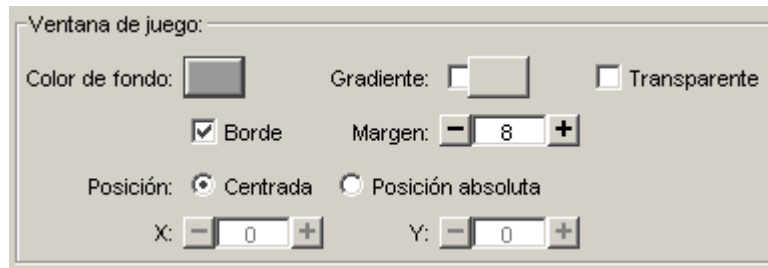 Ventana de juego:
Color de fondo: Gradiente: Transparente
Borde Margen: 8
Posición: Centrada Posición absoluta
X: 0 Y: 0